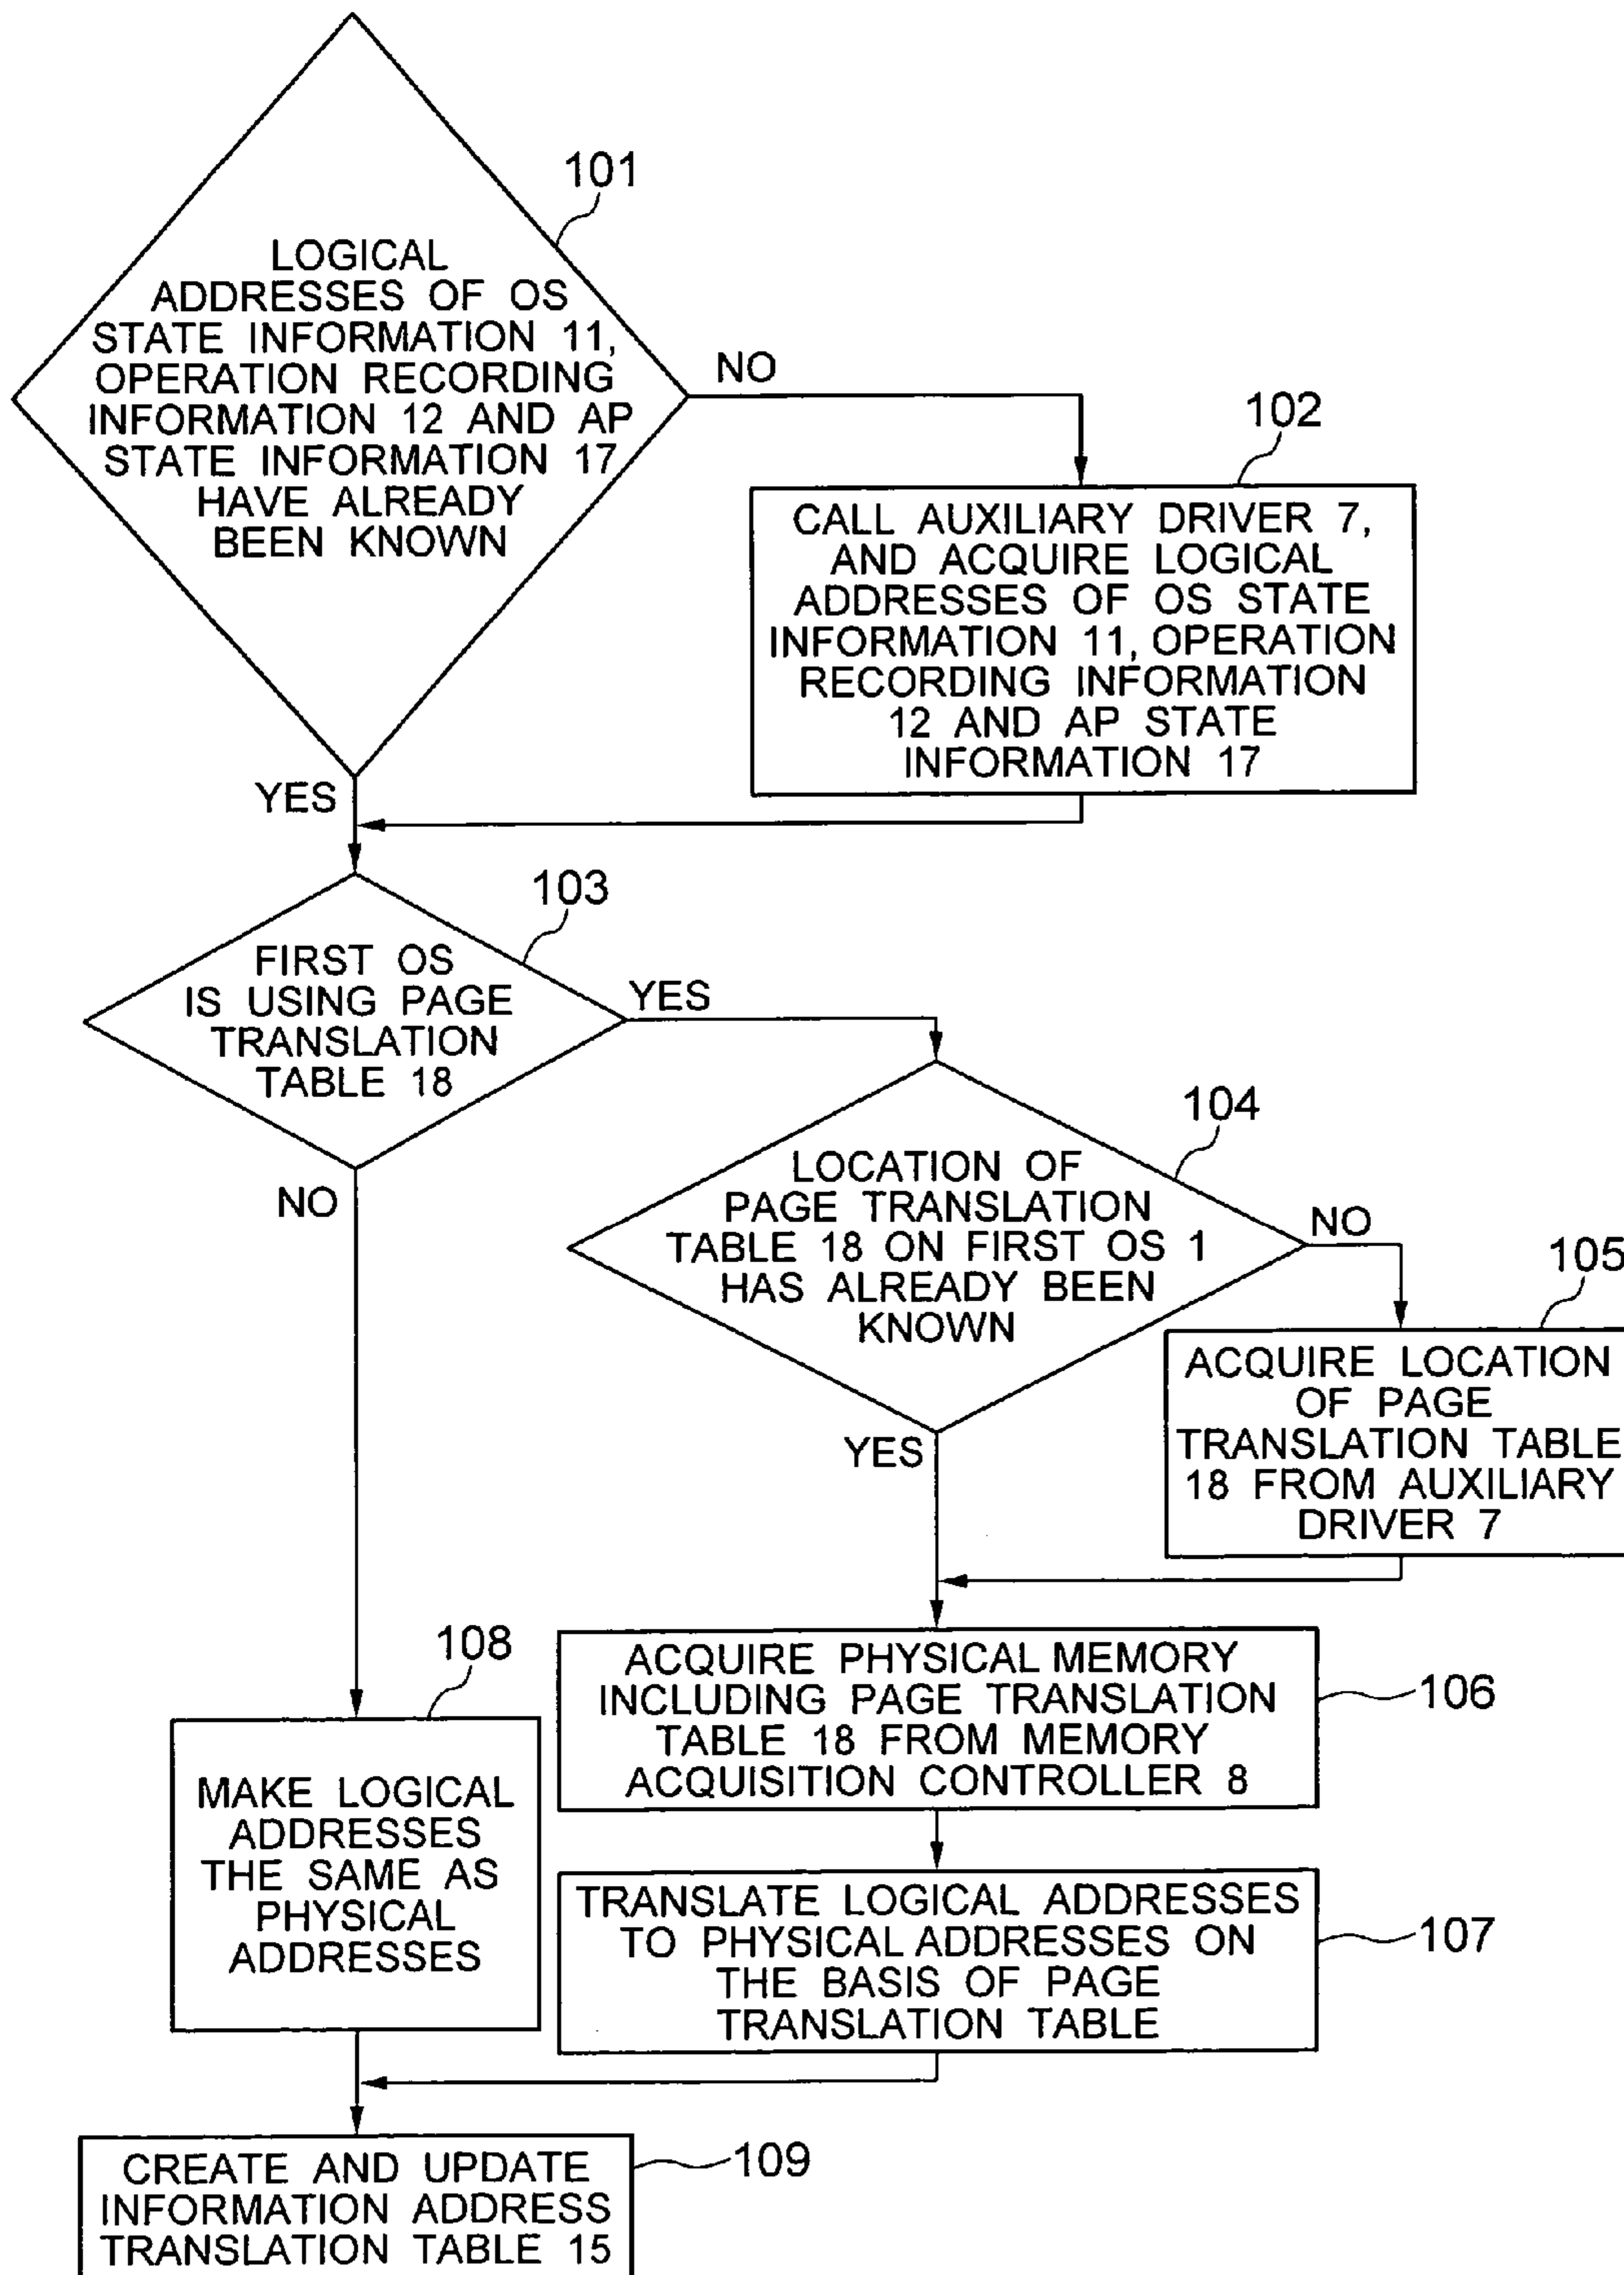 101
LOGICAL
ADDRESSES OF OS
STATE INFORMATION 11,
OPERATION RECORDING
INFORMATION 12 AND AP
STATE INFORMATION 17
HAVE ALREADY
BEEN KNOWN
NO
102
CALL AUXILIARY DRIVER 7,
AND ACQUIRE LOGICAL
ADDRESSES OF OS STATE
INFORMATION 11, OPERATION
RECORDING INFORMATION
12 AND AP STATE
INFORMATION 17
YES
103
FIRST OS
IS USING PAGE
TRANSLATION
TABLE 18
YES
NO
104
LOCATION OF
PAGE TRANSLATION
TABLE 18 ON FIRST OS 1
HAS ALREADY BEEN
KNOWN
NO
105
ACQUIRE LOCATION
OF PAGE
TRANSLATION TABLE
18 FROM AUXILIARY
DRIVER 7
YES
106
ACQUIRE PHYSICAL MEMORY
INCLUDING PAGE TRANSLATION
TABLE 18 FROM MEMORY
ACQUISITION CONTROLLER 8
108
MAKE LOGICAL
ADDRESSES
THE SAME AS
PHYSICAL
ADDRESSES
107
TRANSLATE LOGICAL ADDRESSES
TO PHYSICAL ADDRESSES ON
THE BASIS OF PAGE
TRANSLATION TABLE
109
CREATE AND UPDATE
INFORMATION ADDRESS
TRANSLATION TABLE 15